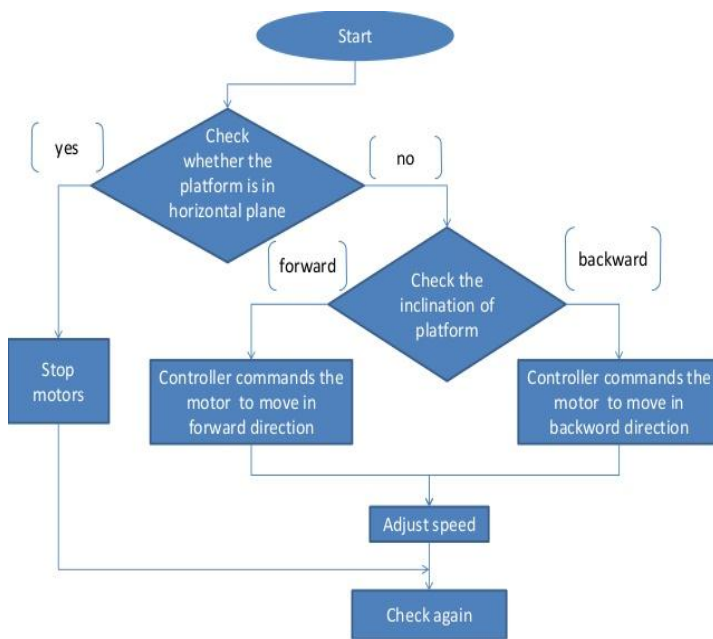 Start
Check
whether the
platform is in
horizontal plane
yes
no
Check the
inclination of
platform
forward
backward
Stop
motors
Controller commands the
motor to move in
forward direction
Controller commands the
motor to move in
backword direction
Adjust speed
Check again